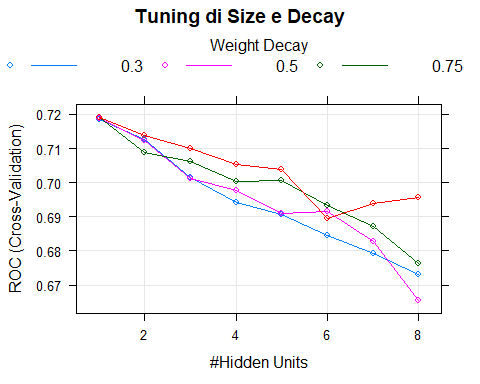 Tuning di Size e Decay
Weight Decay
0.3 0.5 0.75
0.72
0.71
0.70
0.69
0.68
0.67
ROC (Cross-Validation)
2 4 6 8
#Hidden Units